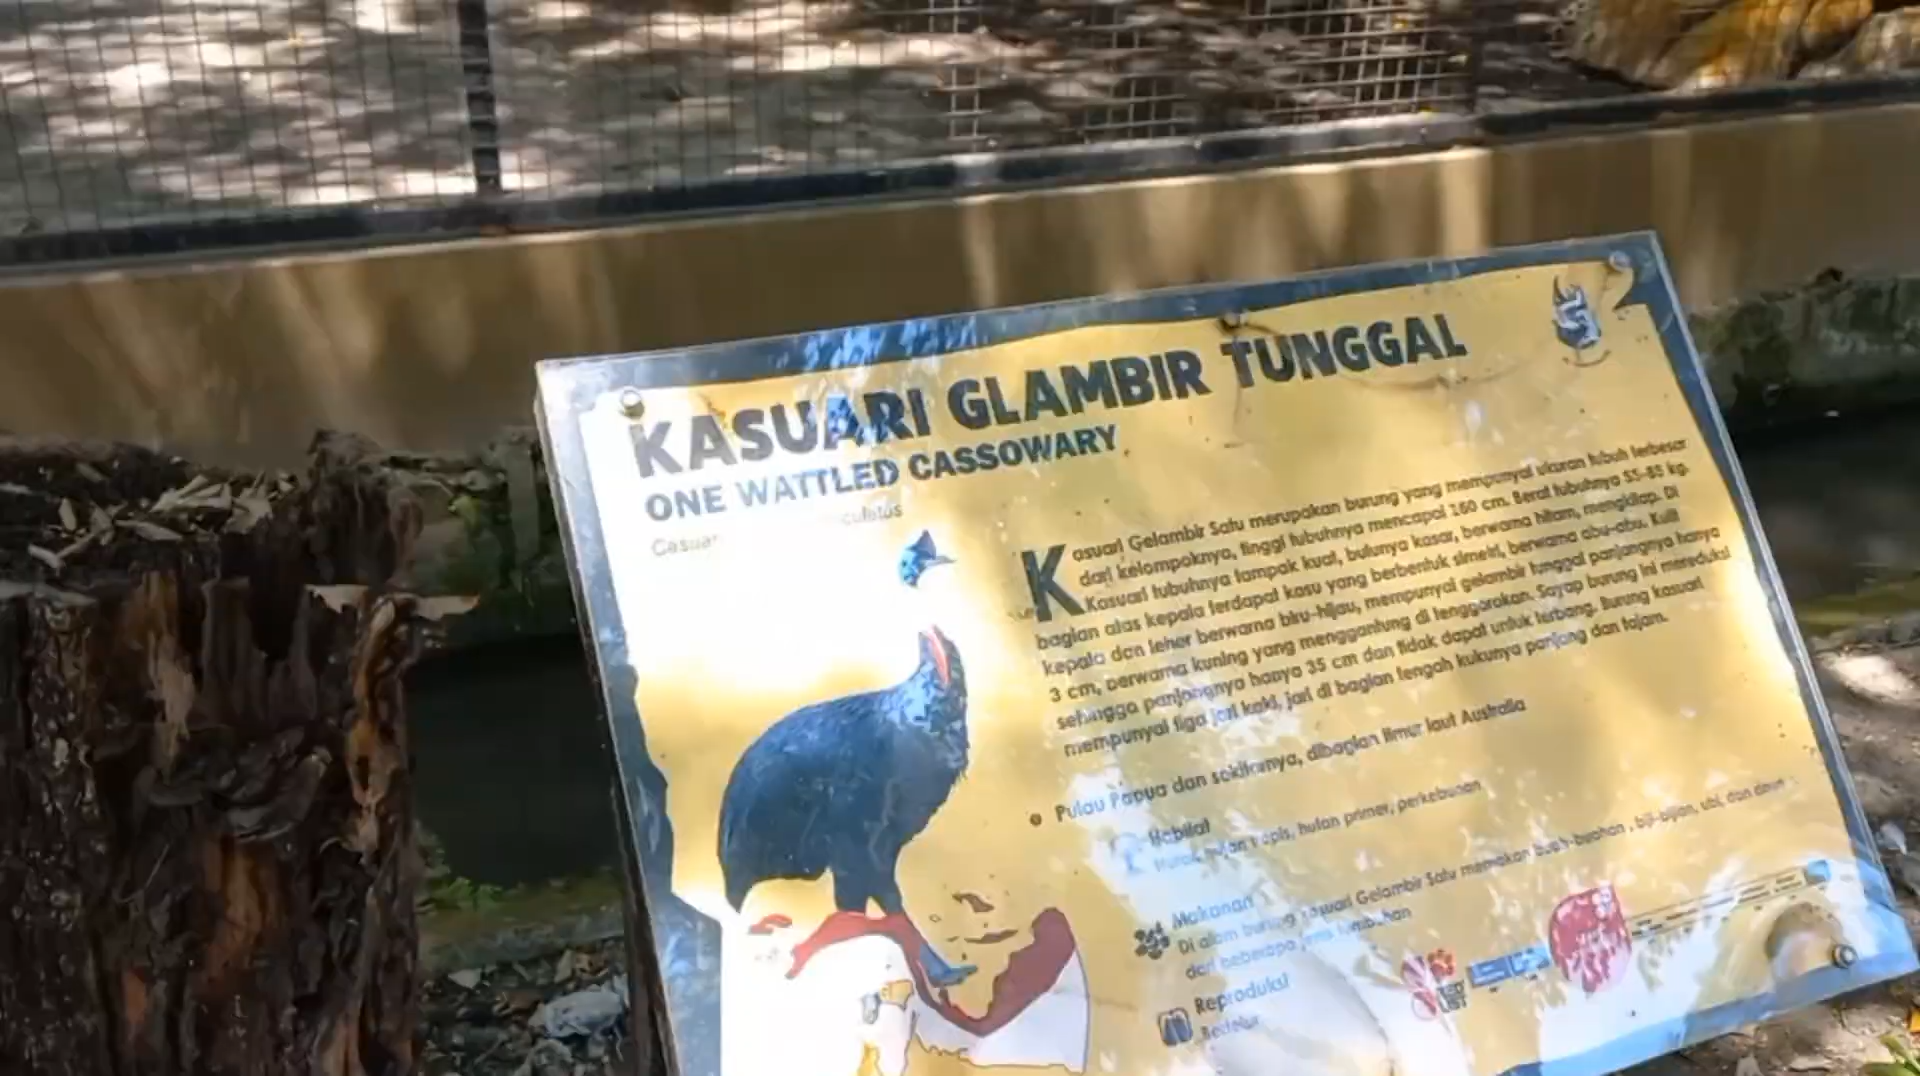 KASUARI GLAMBIR TUNGGAL
ONE WATTLED CASSOWARY
Casuar culatus
Kasuari Gelambir Satu merupakan burung yang mempunyai ukuran tubuh terbesar
dari kelompoknya, tinggi tubuhnya mencapai 160 cm. Berat tubuhnya 55-85 kg.
Kasuari tubuhnya tampak kuat, bulunya kasar, berwarna hitam, mengkilap. Di
bagian atas kepala terdapat kasu yang berbentuk simetri, berwarna abu-abu. Kulit
kepala dan leher berwarna biru-hijau, mempunyai gelambir tunggal panjangnya hanya
3 cm, berwarna kuning yang menggantung di tenggorokan. Sayap burung ini mereduksi
sehingga panjangnya hanya 35 cm dan tidak dapat untuk terbang. Burung kasuari
mempunyai tiga jari kaki, jari di bagian tengah kukunya panjang dan tajam.
Pulau Papua dan sekitarnya, dibagian timur laut Australia
Habitat
Hutan hujan tropis, hutan primer, perkebunan
Makanan
Di alam burung kasuari Gelambir Satu memakan buah-buahan, biji-bijian, ubi, dan daun
dari beberapa jenis tumbuhan
Reproduksi
Bertelur
RED LIST